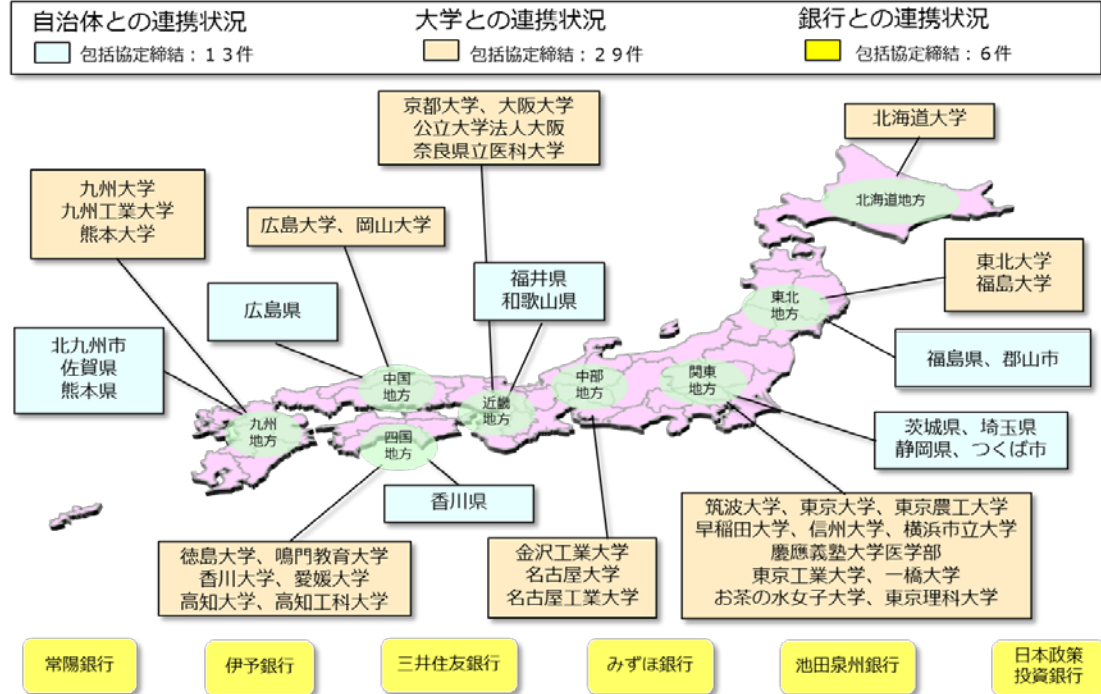 自治体との連携状況
包括協定締結：１３件
大学との連携状況
包括協定締結：２９件
銀行との連携状況
包括協定締結：６件
京都大学、大阪大学
公立大学法人大阪
奈良県立医科大学
北海道大学
九州大学
九州工業大学
熊本大学
広島大学、岡山大学
北海道地方
東北大学
福島大学
福井県
和歌山県
広島県
東北
地方
北九州市
佐賀県
熊本県
福島県、郡山市
中国
地方
近畿
地方
中部
地方
関東
地方
九州
地方
四国
地方
茨城県、埼玉県
静岡県、つくば市
香川県
筑波大学、東京大学、東京農工大学
早稲田大学、信州大学、横浜市立大学
慶應義塾大学医学部
東京工業大学、一橋大学
お茶の水女子大学、東京理科大学
徳島大学、鳴門教育大学
香川大学、愛媛大学
高知大学、高知工科大学
金沢工業大学
名古屋大学
名古屋工業大学
常陽銀行
伊予銀行
三井住友銀行
みずほ銀行
池田泉州銀行
日本政策
投資銀行